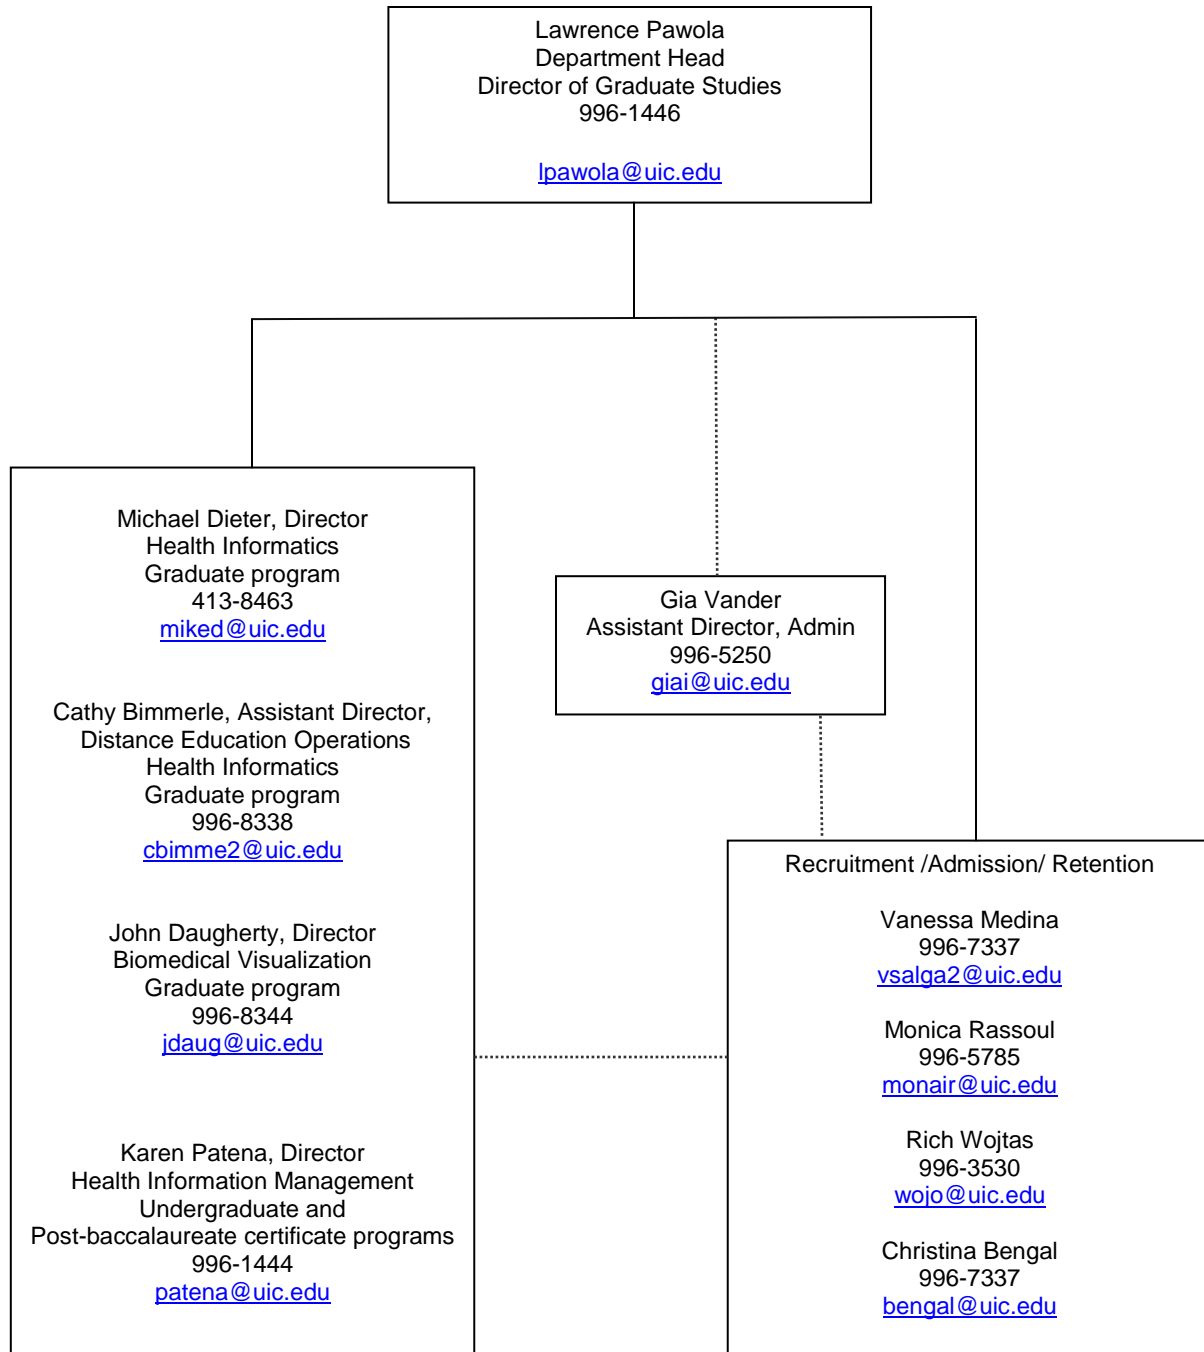 Lawrence Pawola
Department Head
Director of Graduate Studies
996-1446
lpawola@uic.edu
Michael Dieter, Director
Health Informatics
Graduate program
413-8463
miked@uic.edu
Cathy Bimmerle, Assistant Director,
Distance Education Operations
Health Informatics
Graduate program
996-8338
cbimme2@uic.edu
John Daugherty, Director
Biomedical Visualization
Graduate program
996-8344
jdaug@uic.edu
Karen Patena, Director
Health Information Management
Undergraduate and
Post-baccalaureate certificate programs
996-1444
patena@uic.edu
Gia Vander
Assistant Director, Admin
996-5250
giai@uic.edu
Recruitment /Admission/ Retention
Vanessa Medina
996-7337
vsalga2@uic.edu
Monica Rassoul
996-5785
monair@uic.edu
Rich Wojtas
996-3530
wojo@uic.edu
Christina Bengal
996-7337
bengal@uic.edu